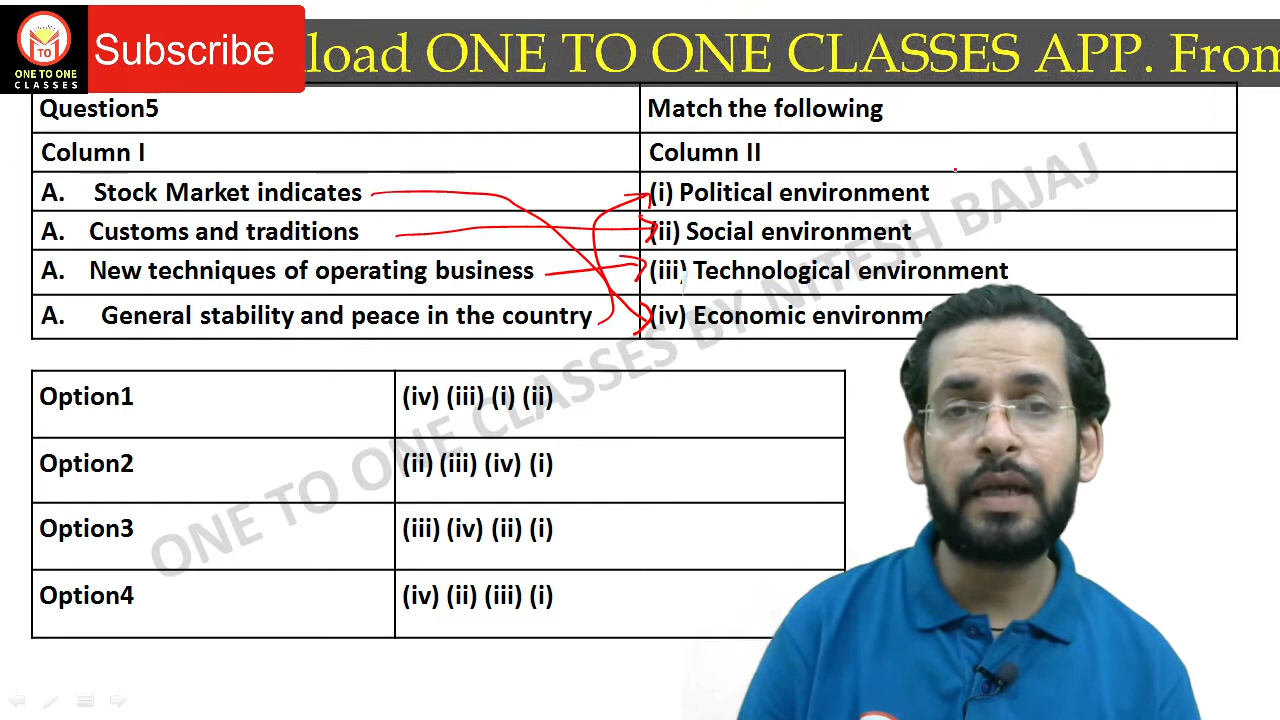 Subscribe
load ONE TO ONE CLASSES APP. From
TO
ONE TO ONE
CLASSES
Question5 Match the following
Column I Column II
A. Stock Market indicates (i) Political environment
A. Customs and traditions (ii) Social environment
A. New techniques of operating business (iii) Technological environment
A. General stability and peace in the country (iv) Economic
Option1 (iv) (iii) (i) (ii)
Option2 (ii) (iii) (iv) (i)
Option3 (iii) (iv) (ii) (i)
Option4 (iv) (ii) (iii) (i)
ONE TO ONE CLASSES BY NITESH BAJAJ